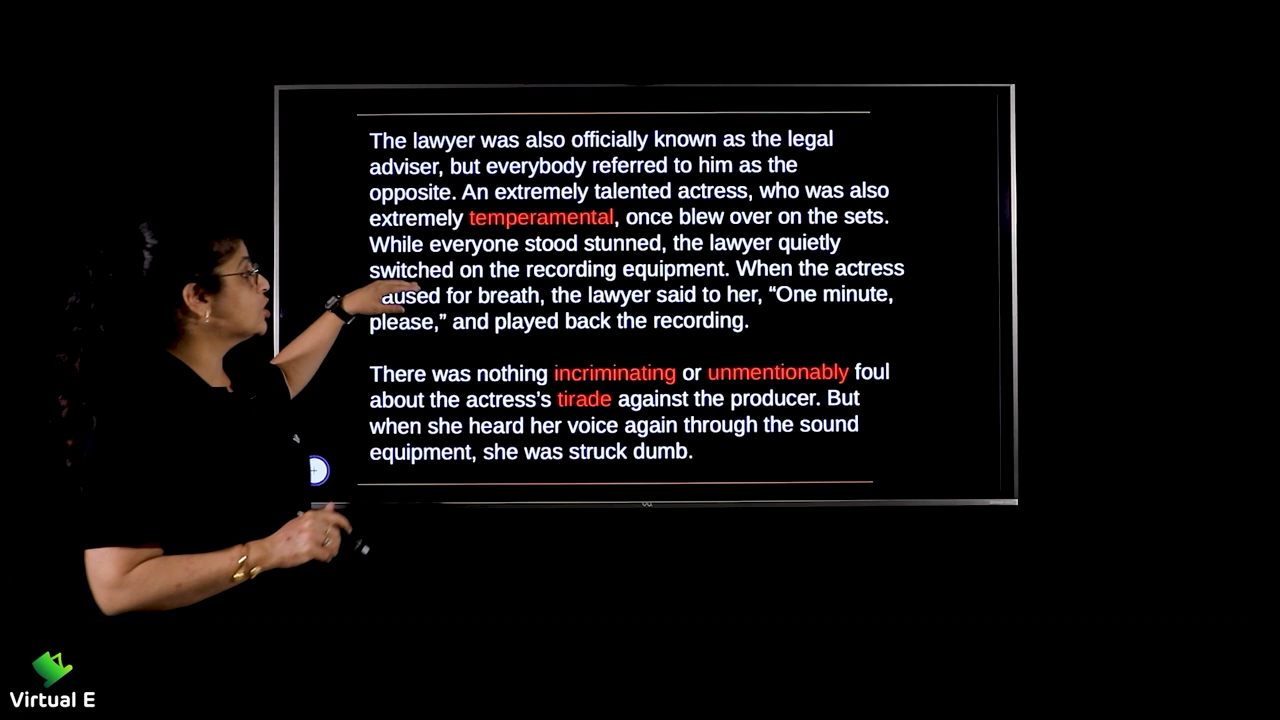 The lawyer was also officially known as the legal
adviser, but everybody referred to him as the
opposite. An extremely talented actress, who was also
extremely temperamental, once blew over on the sets.
While everyone stood stunned, the lawyer quietly
switched on the recording equipment. When the actress
aused for breath, the lawyer said to her, “One minute,
please,” and played back the recording.
There was nothing incriminating or unmentionably foul
about the actress’s tirade against the producer. But
when she heard her voice again through the sound
equipment, she was struck dumb.
Virtual E